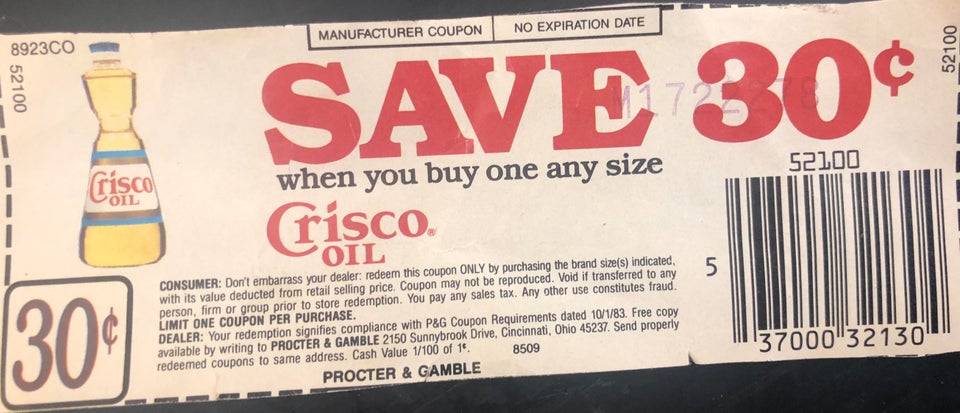 MANUFACTURER COUPON
NO EXPIRATION DATE
8923CO
52100
52100
SAVE 30¢
when you buy one any size
Crisco®
OIL
Crisco
OIL
52100
CONSUMER: Don't embarrass your dealer: redeem this coupon ONLY by purchasing the brand size(s) indicated,
with its value deducted from retail selling price. Coupon may not be reproduced. Void if transferred to any
person, firm or group prior to store redemption. You pay any sales tax. Any other use constitutes fraud.
LIMIT ONE COUPON PER PURCHASE.
DEALER: Your redemption signifies compliance with P&G Coupon Requirements dated 10/1/83. Free copy
available by writing to PROCTER & GAMBLE 2150 Sunnybrook Drive, Cincinnati, Ohio 45237. Send properly
redeemed coupons to same address. Cash Value 1/100 of 1¢.
8509
PROCTER & GAMBLE
30¢
5
37000 32130